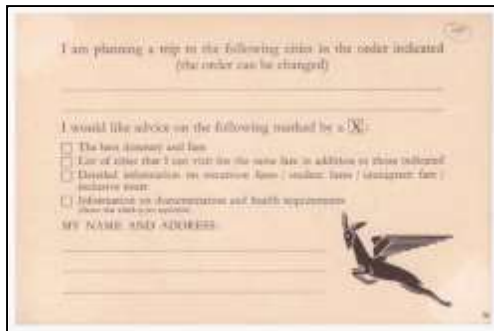 I am planning a trip to the following cities in the order indicated
(the order can be changed)
I would like advice on the following marked by a X:
The best itinerary and fare
List of cities that I can visit for the same fare in addition to those indicated
Detailed information on excursion fares / student fares / immigrant fare /
inclusive tours
Information on documentation and health requirements
MY NAME AND ADDRESS: